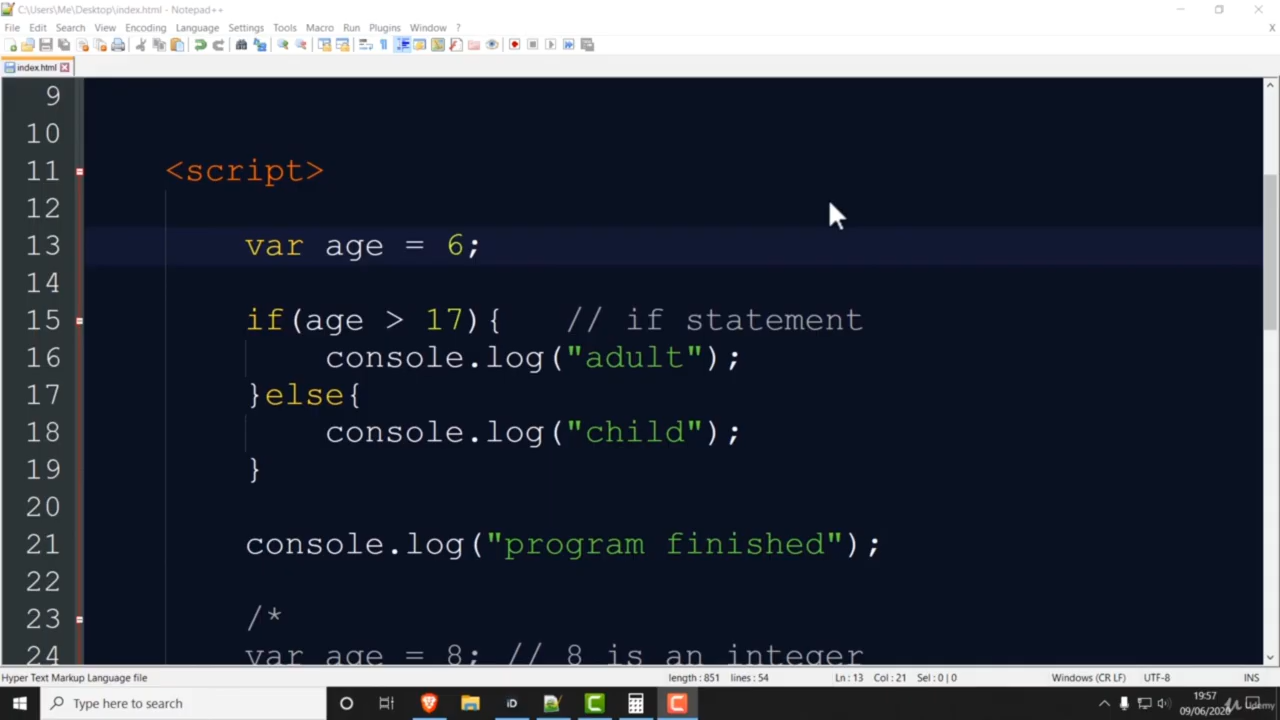 C:\Users\Me\Desktop\index.html - Notepad++
File Edit Search View Encoding Language Settings Tools Macro Run Plugins Window ? X
index.html
9
10
11 <script>
12
13 var age = 6;
14
15 if(age > 17){ // if statement
16 console.log("adult");
17 }else{
18 console.log("child");
19 }
20
21 console.log("program finished");
22
23 /*
24 var age = 8; // 8 is an integer
Hyper Text Markup Language file length : 851 lines : 54 Ln : 13 Col : 21 Sel : 0 | 0 Windows (CR LF) UTF-8 INS
Type here to search iD 19:57
09/06/2020 Udemy